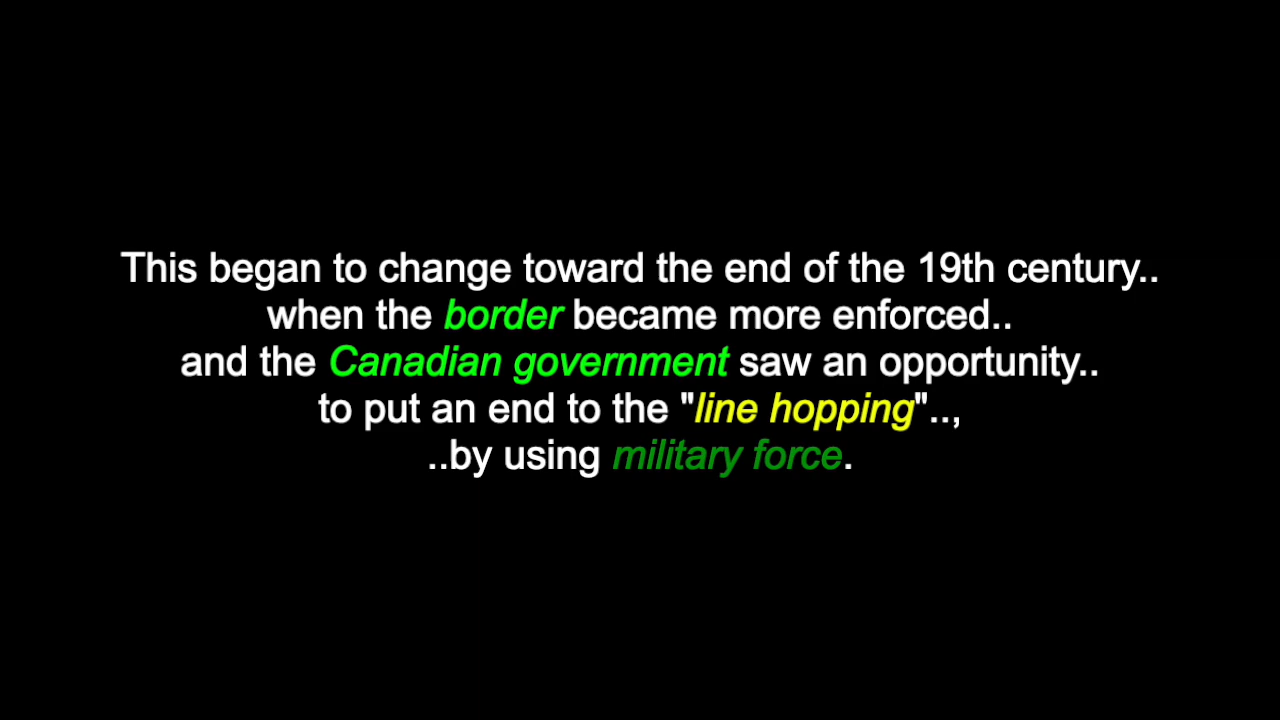 This began to change toward the end of the 19th century..
when the border became more enforced..
and the Canadian government saw an opportunity..
to put an end to the "line hopping"..,
..by using military force.